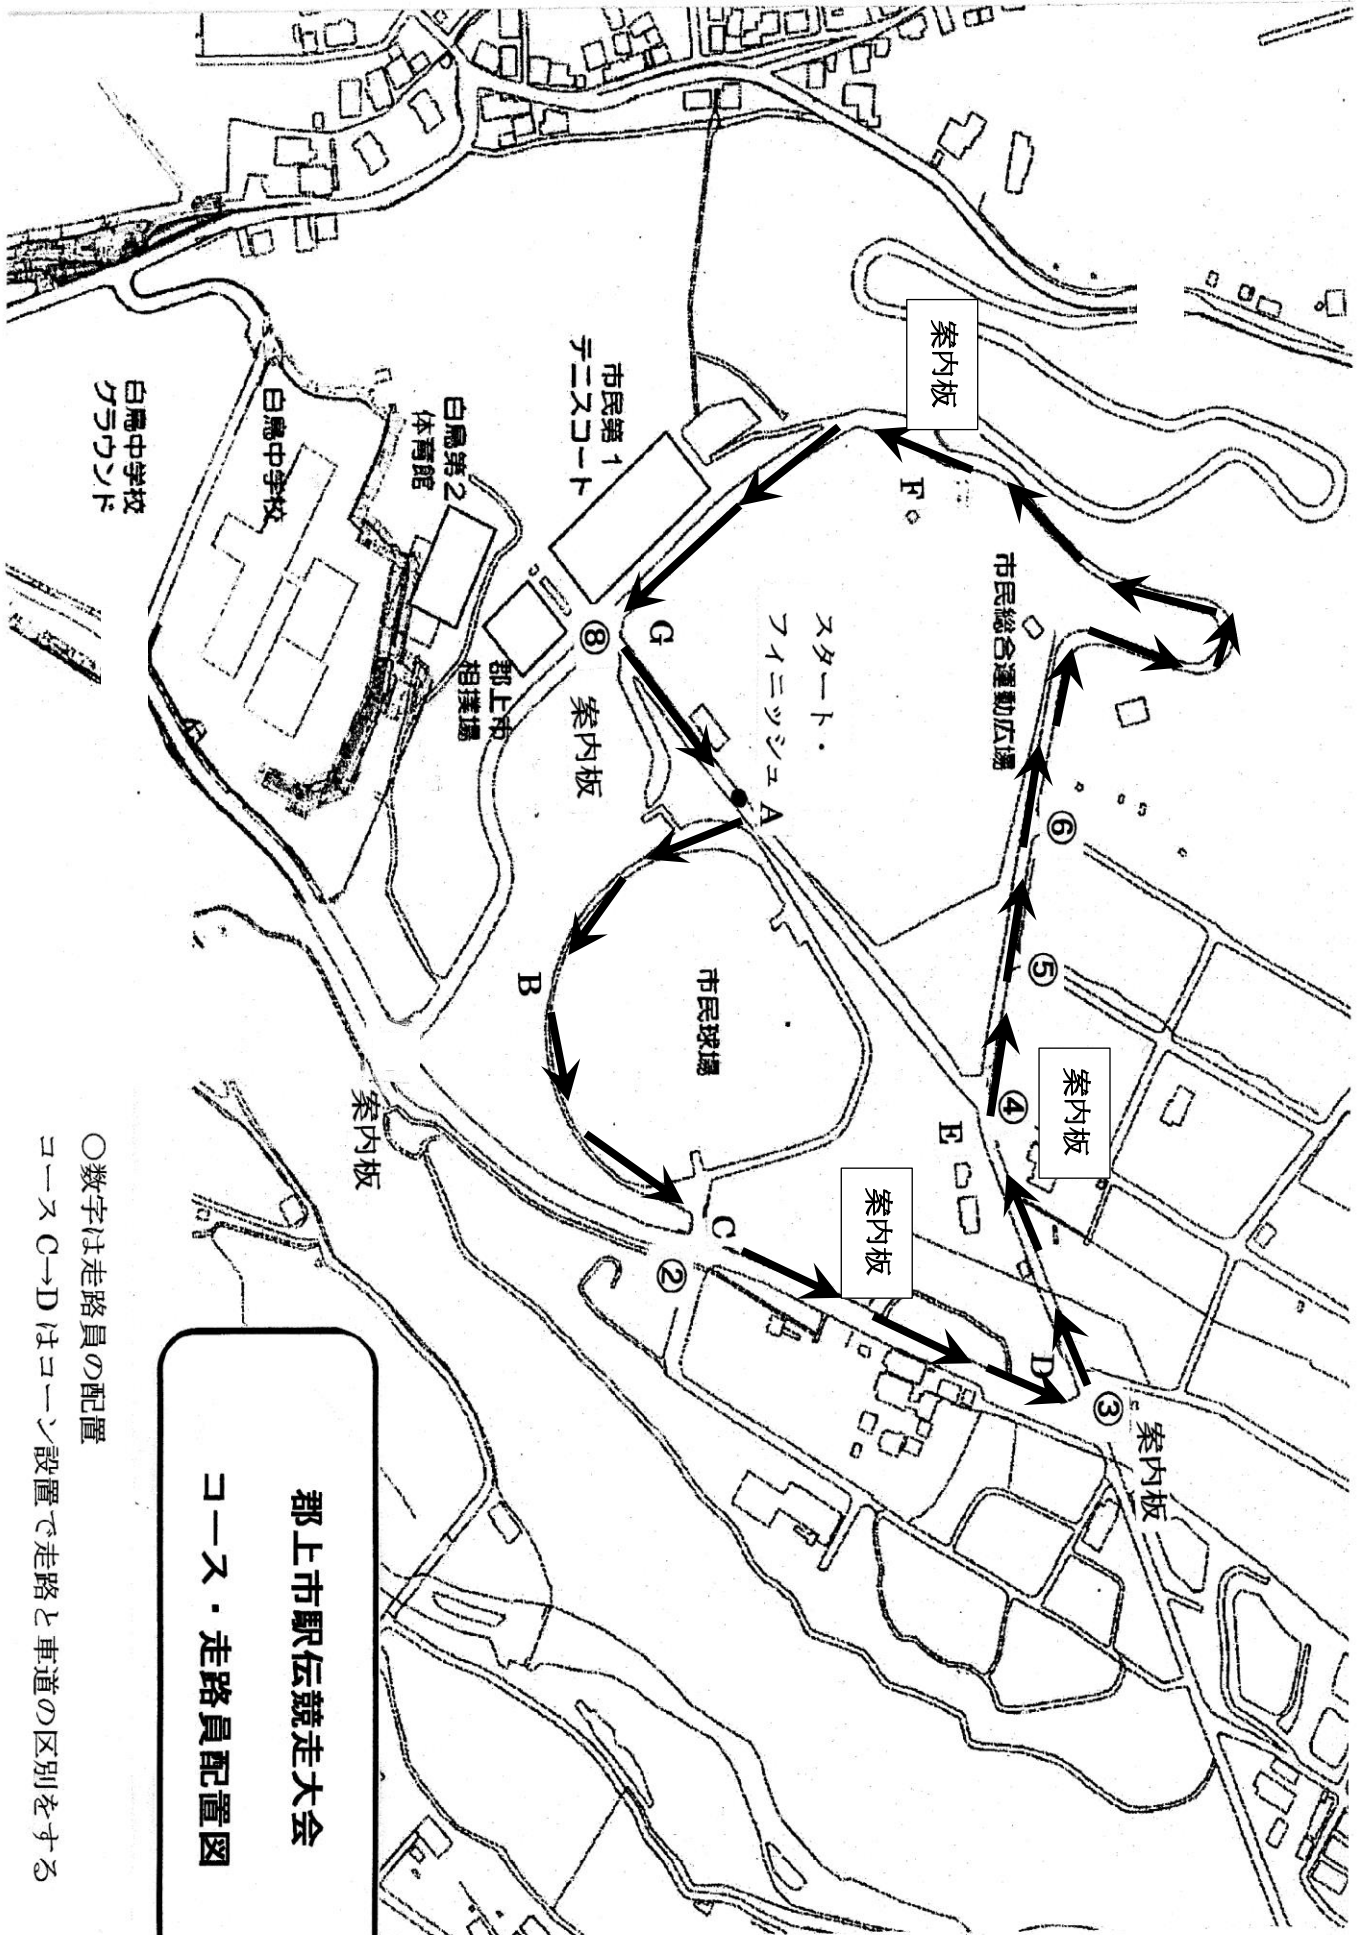 郡上市駅伝競走大会
コース・走路員配置図
○数字は走路員の配置
コース C→D はコーン設置で走路と車道の区別をする
案内板
F
市民総合運動広場
⑥
⑤
④
案内板
E
案内板
D
③
案内板
市民第1
テニスコート
G
⑧
案内板
スタート・
フィニッシュ
A
B
市民球場
C
②
案内板
白鳥第2
体育館
郡上市
相撲場
白鳥中学校
白鳥中学校
グラウンド